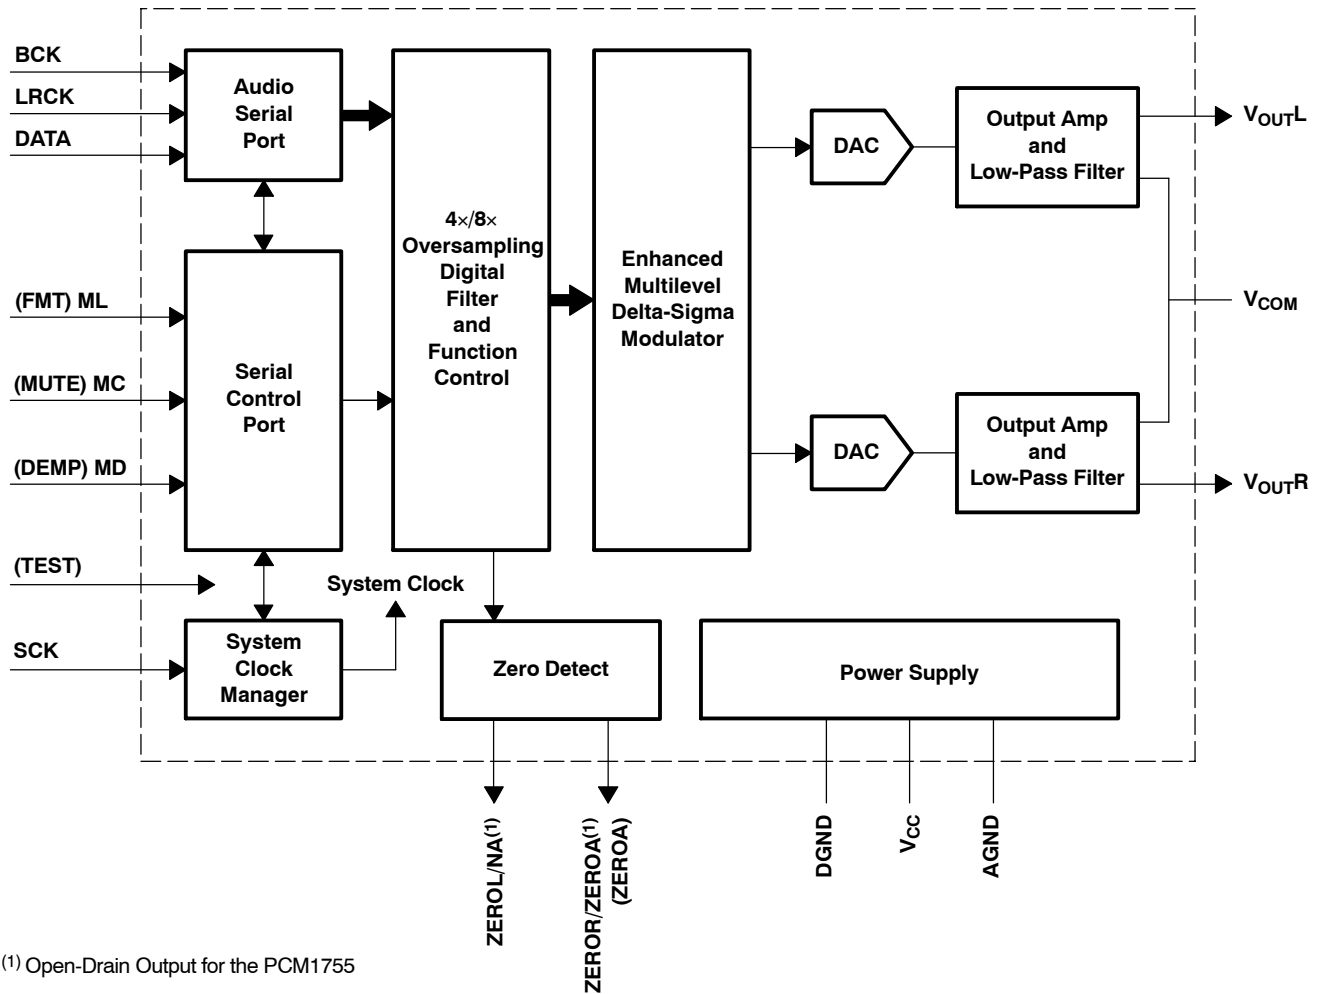 BCK
LRCK
DATA
Audio
Serial
Port
(FMT) ML
(MUTE) MC
(DEMP) MD
Serial
Control
Port
(TEST)
SCK
System
Clock
Manager
System Clock
4×/8×
Oversampling
Digital
Filter
and
Function
Control
Enhanced
Multilevel
Delta-Sigma
Modulator
DAC
Output Amp
and
Low-Pass Filter
VOUTL
VCOM
DAC
Output Amp
and
Low-Pass Filter
VOUTR
Zero Detect
Power Supply
ZEROL/NA(1)
ZEROR/ZEROA(1)
(ZEROA)
DGND
VCC
AGND
(1) Open-Drain Output for the PCM1755